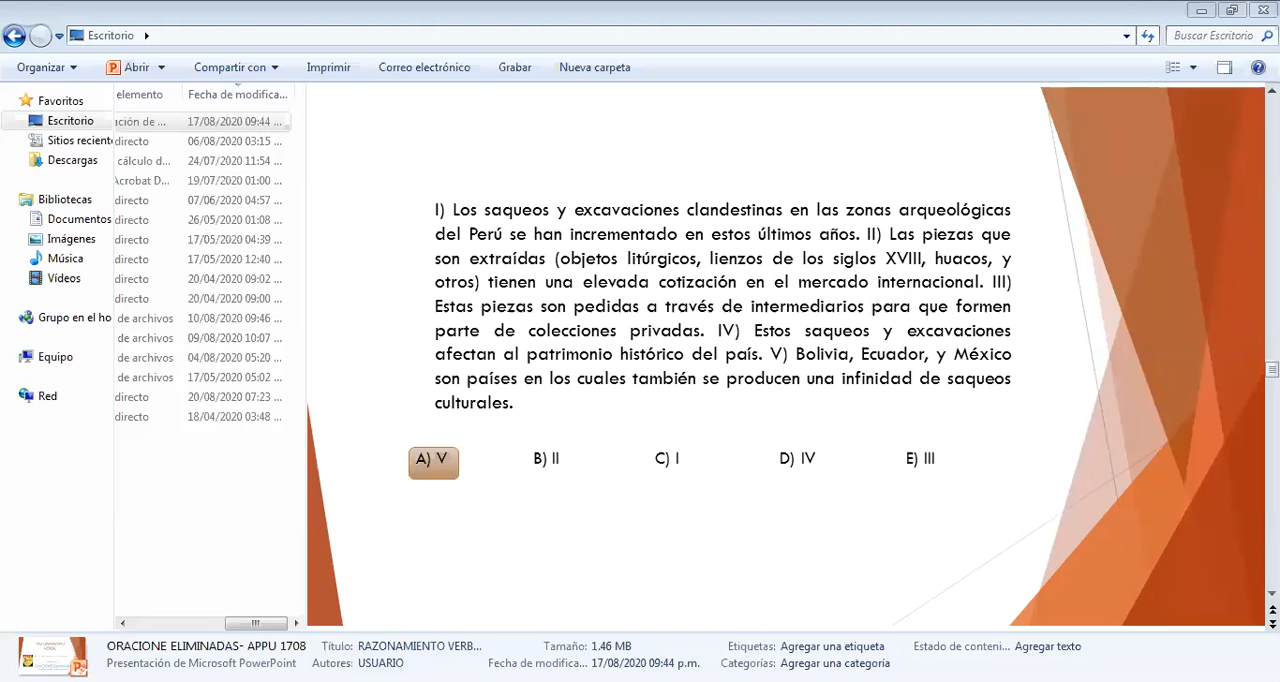 Escritorio
Buscar Escritorio
Organizar
Abrir
Compartir con
Imprimir
Correo electrónico
Grabar
Nueva carpeta
elemento Fecha de modifica...
Favoritos
Escritorio
Sitios recient
Descargas
Bibliotecas
Documentos
Imágenes
Música
Vídeos
Grupo en el ho
Equipo
Red
ación de ... 17/08/2020 09:44 ...
directo 06/08/2020 03:15 ...
cálculo d... 24/07/2020 11:54 ...
Acrobat D... 19/07/2020 01:00 ...
directo 07/06/2020 04:57 ...
directo 26/05/2020 01:08 ...
directo 17/05/2020 04:39 ...
directo 17/05/2020 12:40 ...
directo 20/04/2020 09:02 ...
directo 20/04/2020 09:00 ...
de archivos 10/08/2020 09:46 ...
de archivos 09/08/2020 10:07 ...
de archivos 04/08/2020 05:20 ...
de archivos 17/05/2020 05:02 ...
directo 20/08/2020 07:23 ...
directo 18/04/2020 03:48 ...
I) Los saqueos y excavaciones clandestinas en las zonas arqueológicas
del Perú se han incrementado en estos últimos años. II) Las piezas que
son extraídas (objetos litúrgicos, lienzos de los siglos XVIII, huacos, y
otros) tienen una elevada cotización en el mercado internacional. III)
Estas piezas son pedidas a través de intermediarios para que formen
parte de colecciones privadas. IV) Estos saqueos y excavaciones
afectan al patrimonio histórico del país. V) Bolivia, Ecuador, y México
son países en los cuales también se producen una infinidad de saqueos
culturales.
A) V B) II C) I D) IV E) III
ORACIONE ELIMINADAS- APPU 1708 Título: RAZONAMIENTO VERB... Tamaño: 1.46 MB Etiquetas: Agregar una etiqueta Estado de conteni... Agregar texto
Presentación de Microsoft PowerPoint Autores: USUARIO Fecha de modifica... 17/08/2020 09:44 p.m. Categorías: Agregar una categoría